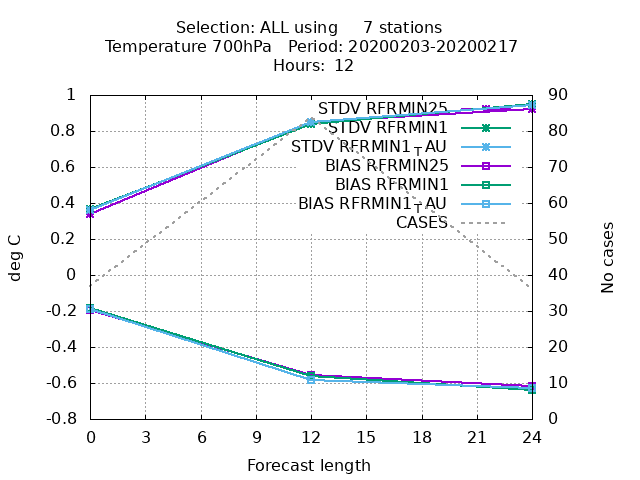 Selection: ALL using 7 stations
Temperature 700hPa Period: 20200203-20200217
Hours: 12
1
0.8
0.6
0.4
0.2
0
-0.2
-0.4
-0.6
-0.8
deg C
90
80
70
60
50
40
30
20
10
0
No cases
STDV RFRMIN25
STDV RFRMIN1
STDV RFRMIN1TAU
BIAS RFRMIN25
BIAS RFRMIN1
BIAS RFRMIN1TAU
CASES
0 3 6 9 12 15 18 21 24
Forecast length